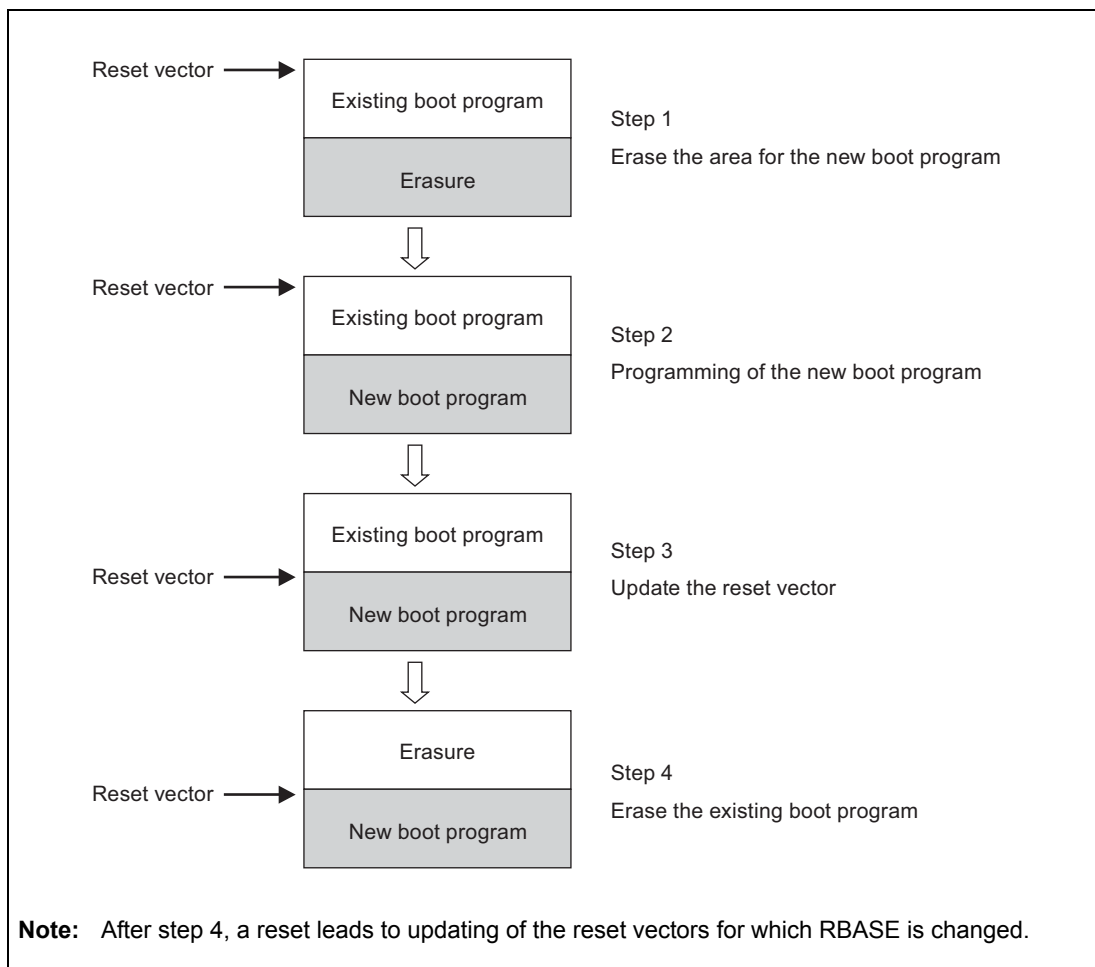 Reset vector
Existing boot program
Erasure
Step 1
Erase the area for the new boot program
Reset vector
Existing boot program
New boot program
Step 2
Programming of the new boot program
Existing boot program
Reset vector
New boot program
Step 3
Update the reset vector
Erasure
Reset vector
New boot program
Step 4
Erase the existing boot program
Note: After step 4, a reset leads to updating of the reset vectors for which RBASE is changed.